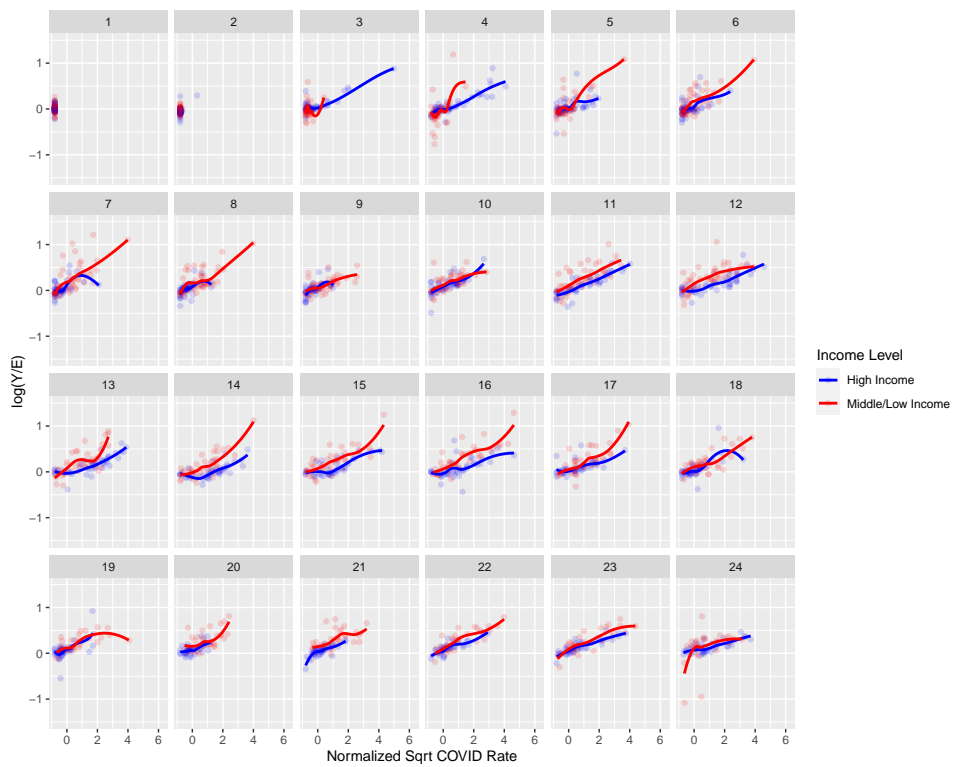 1 2 3 4 5 6
1
0
−1
7 8 9 10 11 12
1
0
−1
13 14 15 16 17 18
1
0
−1
19 20 21 22 23 24
1
0
−1
0 2 4 6 0 2 4 6 0 2 4 6 0 2 4 6 0 2 4 6 0 2 4 6
Normalized Sqrt COVID Rate
log(Y/E)
Income Level
High Income
Middle/Low Income